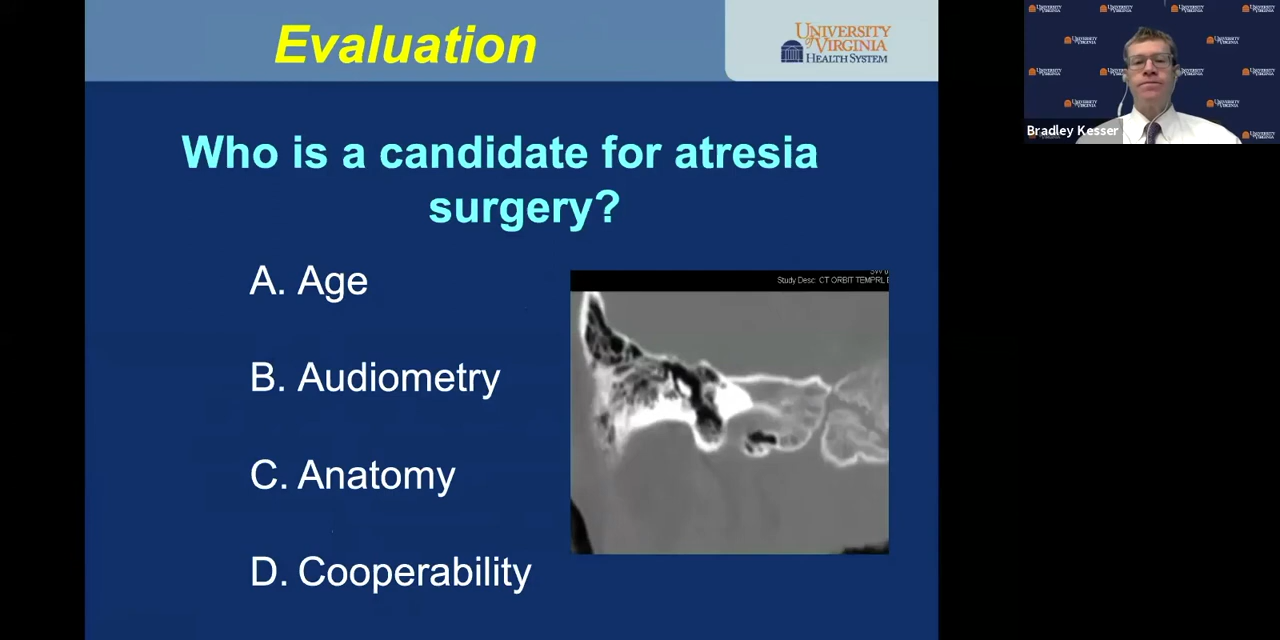 Evaluation
UNIVERSITY
of VIRGINIA
HEALTH SYSTEM
Who is a candidate for atresia
surgery?
A. Age
B. Audiometry
C. Anatomy
D. Cooperability
Study Desc: CT ORBIT TEMPRL
Bradley Kesser